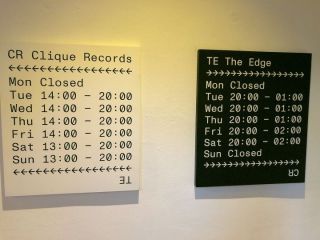 CR Clique Records
←←←←←←←←←←←←←←←←←
Mon Closed
Tue 14:00 – 20:00
Wed 14:00 – 20:00
Thu 14:00 – 20:00
Fri 14:00 – 20:00
Sat 13:00 – 20:00
Sun 13:00 – 20:00
←←←←←←←←←←←←←←←←←
TE
TE The Edge
→→→→→→→→→→→→→→→→→
Mon Closed
Tue 20:00 – 01:00
Wed 20:00 – 01:00
Thu 20:00 – 01:00
Fri 20:00 – 02:00
Sat 20:00 – 02:00
Sun Closed
→→→→→→→→→→→→→→→→→
CR